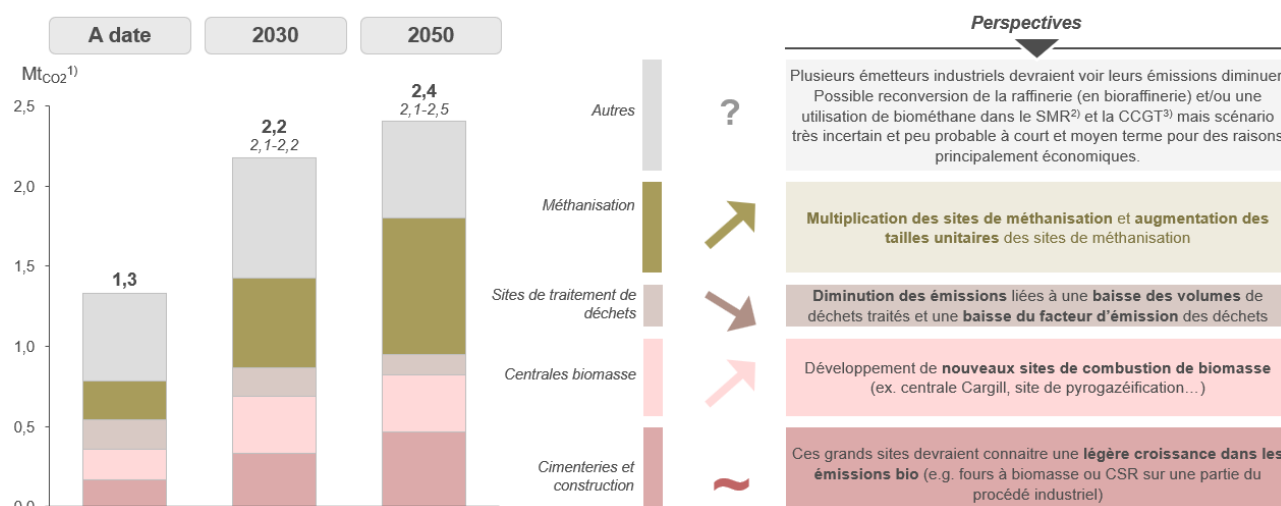 A date
2030
2050
Perspectives
MtCO2¹⁾
2,5
2,0
1,5
1,0
0,5
0,0
1,3
2,2
2,1-2,2
2,4
2,1-2,5
Autres
?
Plusieurs émetteurs industriels devraient voir leurs émissions diminuer
Possible reconversion de la raffinerie (en bioraffinerie) et/ou une
utilisation de biométhane dans le SMR²⁾ et la CCGT³⁾ mais scénario
très incertain et peu probable à court et moyen terme pour des raisons
principalement économiques.
Méthanisation
Multiplication des sites de méthanisation et augmentation des
tailles unitaires des sites de méthanisation
Sites de traitement de
déchets
Diminution des émissions liées à une baisse des volumes de
déchets traités et une baisse du facteur d'émission des déchets
Centrales biomasse
Développement de nouveaux sites de combustion de biomasse
(ex. centrale Cargill, site de pyrogazéification…)
Cimenteries et
construction
~
Ces grands sites devraient connaitre une légère croissance dans les
émissions bio (e.g. fours à biomasse ou CSR sur une partie du
procédé industriel)